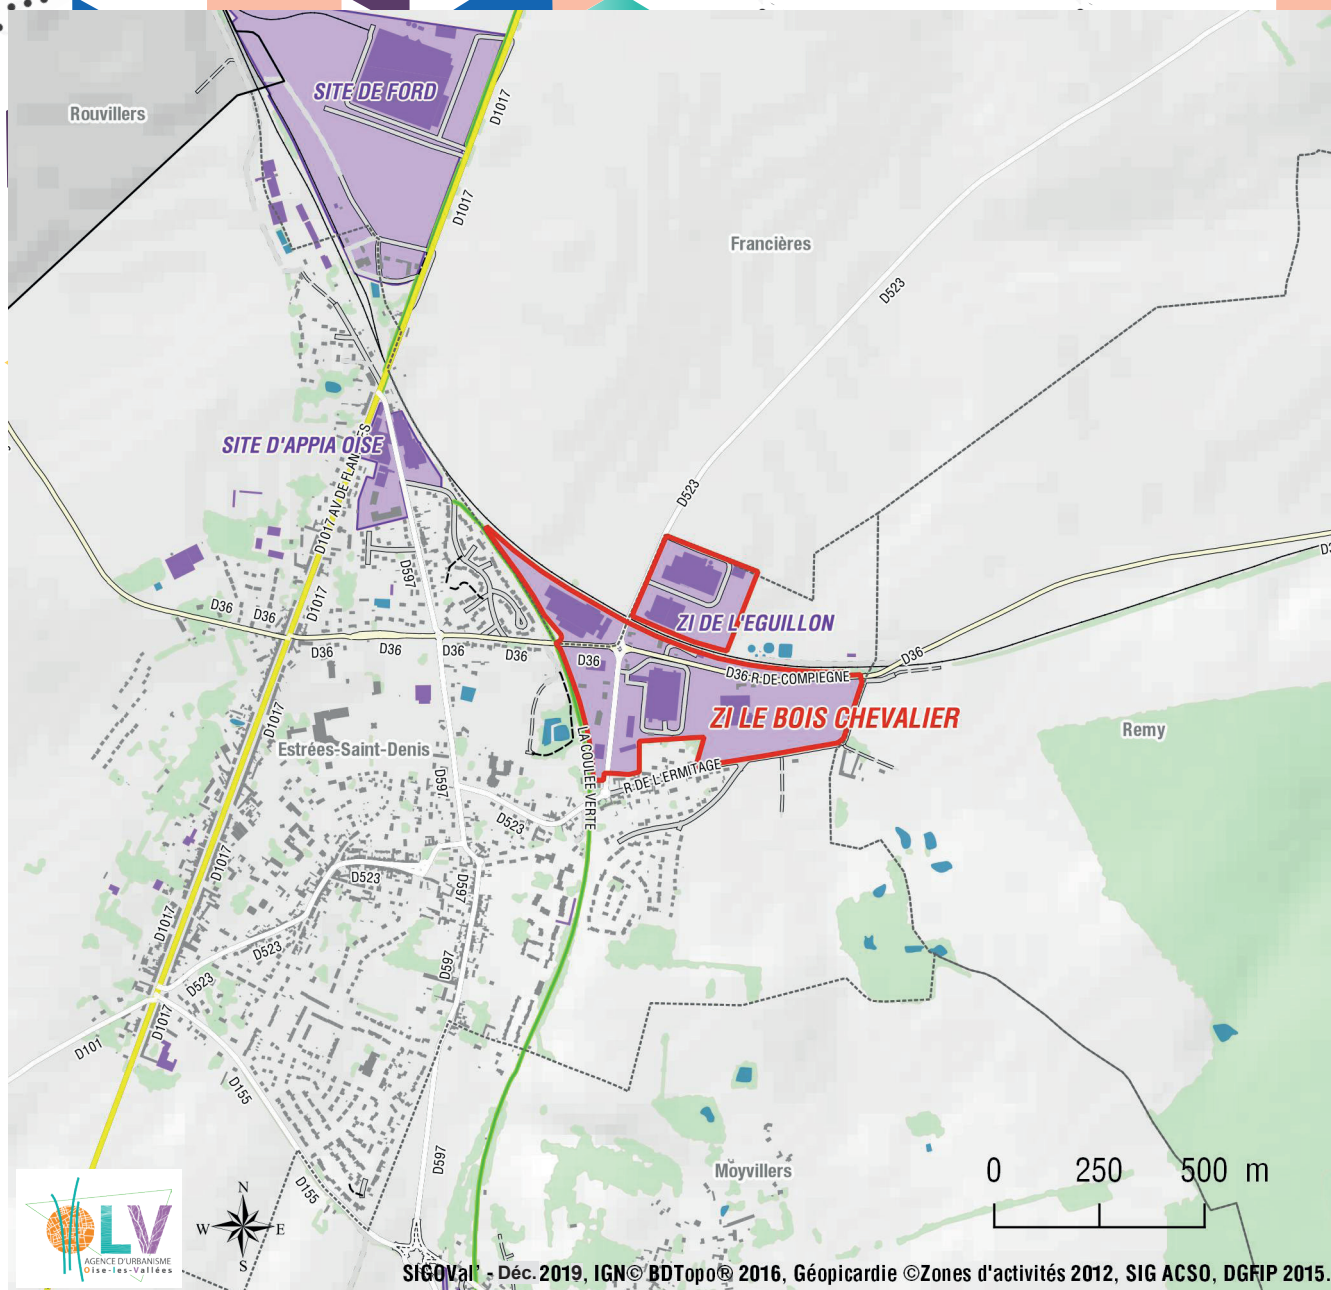 SITE DE FORD
Rouvillers
D1017
D1017
Francières
D523
SITE D'APPIA OISE
D1017 AV DE FLANDRES
D523
D597
D1017
D36
D36
D36
D36
D36
D36
D36
ZI DE L'EGUILLON
D36 R DE COMPIEGNE
D36
ZI LE BOIS CHEVALIER
D1017
Estrées-Saint-Denis
LA COULEE VERTE
R DE L'ERMITAGE
Remy
D597
D523
D1017
D523
D597
D1017
D523
D597
D523
D1017
D101
D155
D597
D155
Moyvillers
0 250 500 m
N
W E
S
OLV
AGENCE D'URBANISME
Oise-les-Vallées
SIGOVal' - Déc. 2019, IGN© BDTopo® 2016, Géopicardie ©Zones d'activités 2012, SIG ACSO, DGFIP 2015.